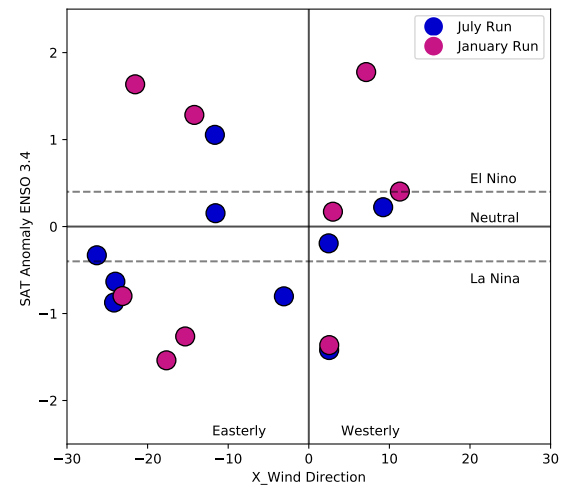 July Run
January Run
2
1
0
−1
−2
SAT Anomaly ENSO 3.4
El Nino
Neutral
La Nina
Easterly
Westerly
−30
−20
−10
0
10
20
30
X_Wind Direction